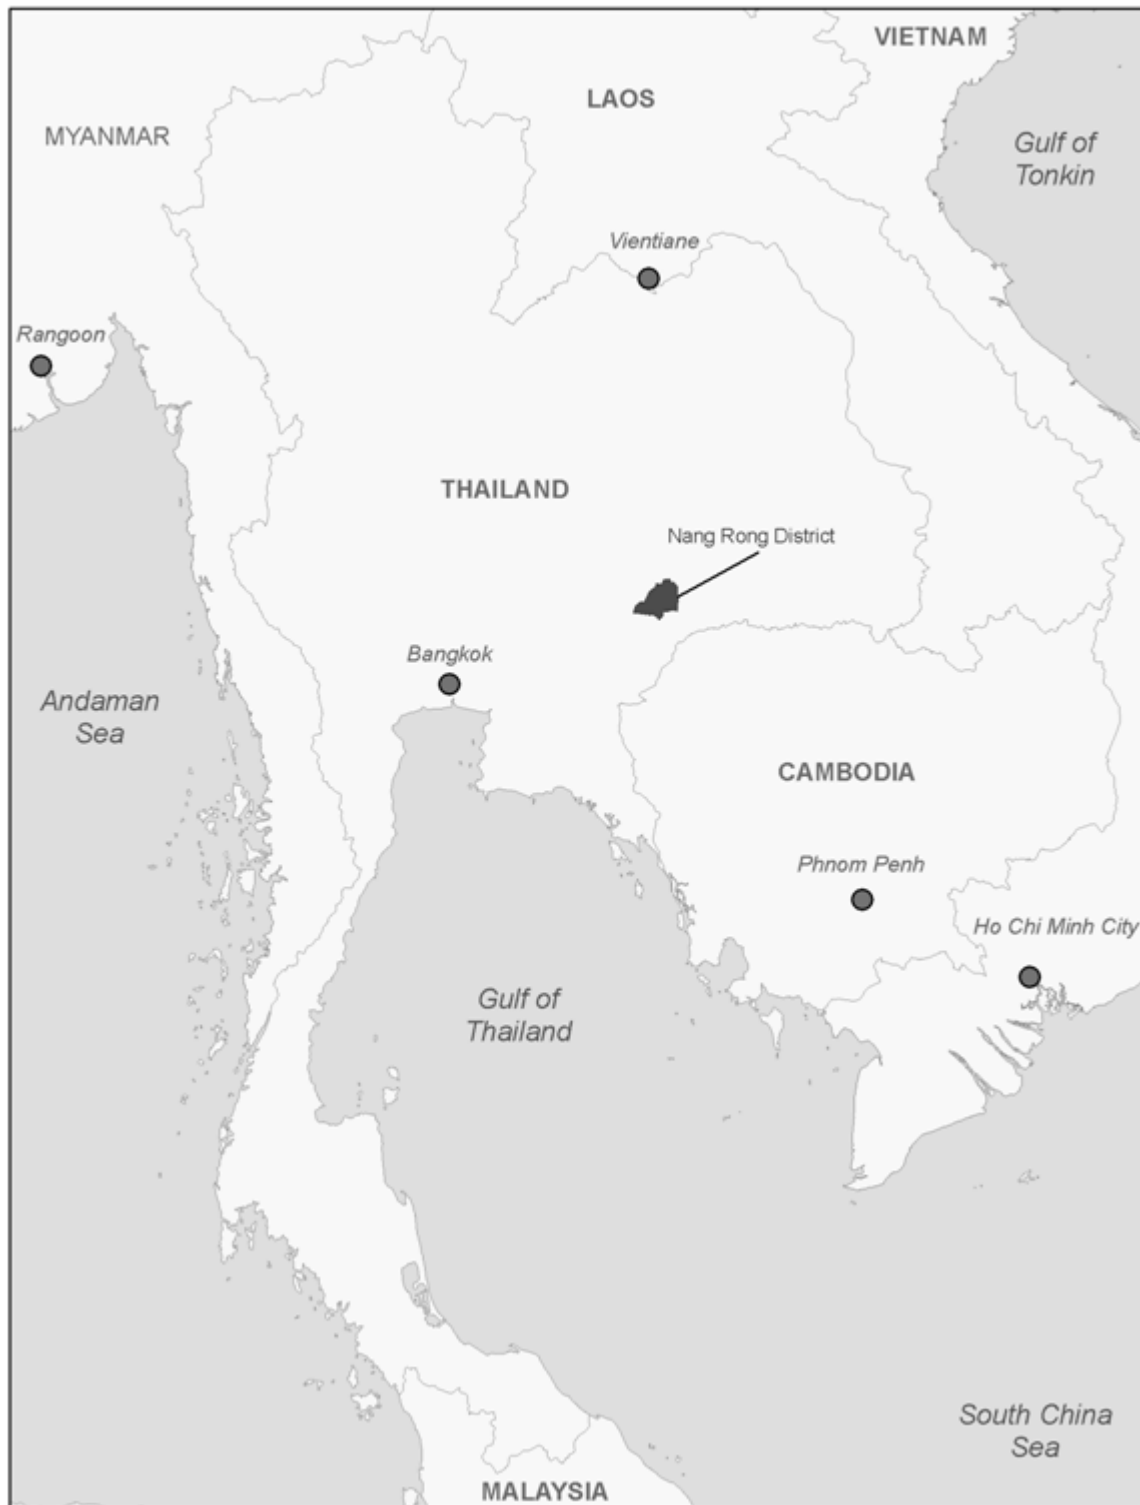 VIETNAM
LAOS
MYANMAR
Gulf of
Tonkin
Vientiane
Rangoon
THAILAND
Nang Rong District
Bangkok
Andaman
Sea
CAMBODIA
Phnom Penh
Ho Chi Minh City
Gulf of
Thailand
South China
Sea
MALAYSIA